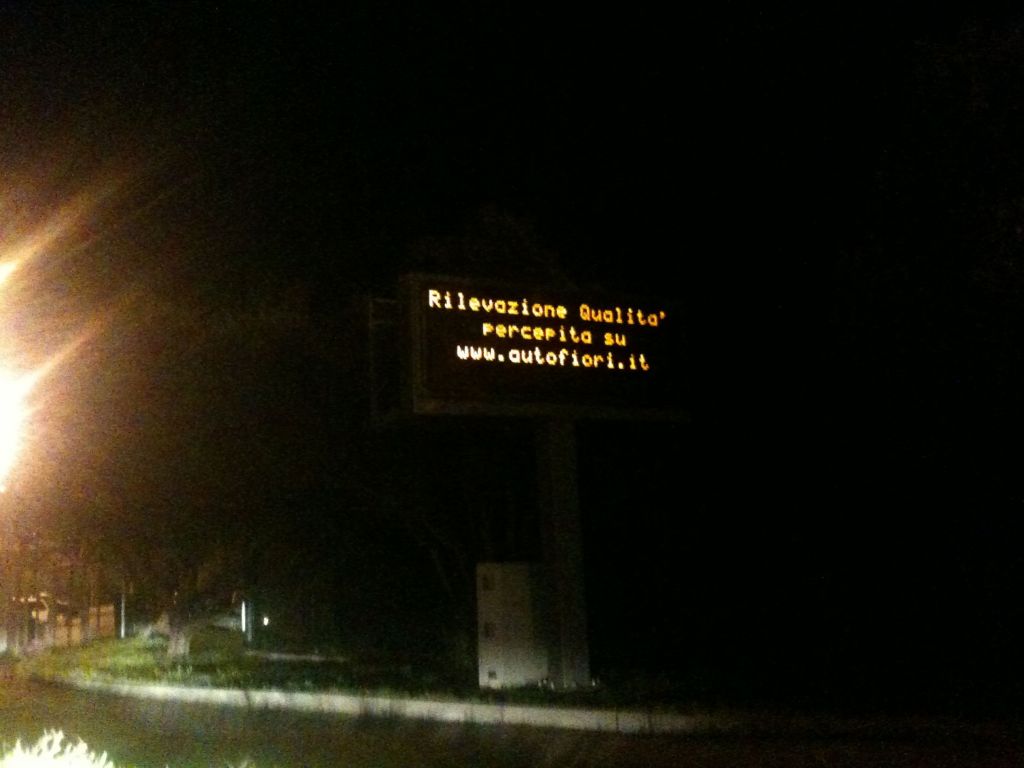 Rilevazione Qualita'
percepita su
www.autofiori.it